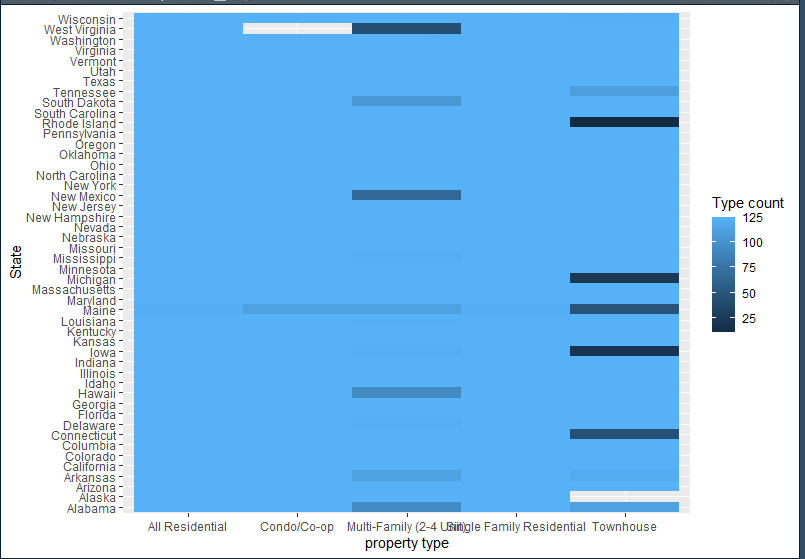 Wisconsin
West Virginia
Washington
Virginia
Vermont
Utah
Texas
Tennessee
South Dakota
South Carolina
Rhode Island
Pennsylvania
Oregon
Oklahoma
Ohio
North Carolina
New York
New Mexico
New Jersey
New Hampshire
Nevada
Nebraska
Missouri
Mississippi
Minnesota
Michigan
Massachusetts
Maryland
Maine
Louisiana
Kentucky
Kansas
Iowa
Indiana
Illinois
Idaho
Hawaii
Georgia
Florida
Delaware
Connecticut
Columbia
Colorado
California
Arkansas
Arizona
Alaska
Alabama
State
All Residential
Condo/Co-op
Multi-Family (2-4 Unit)
Single Family Residential
Townhouse
property type
Type count
125
100
75
50
25